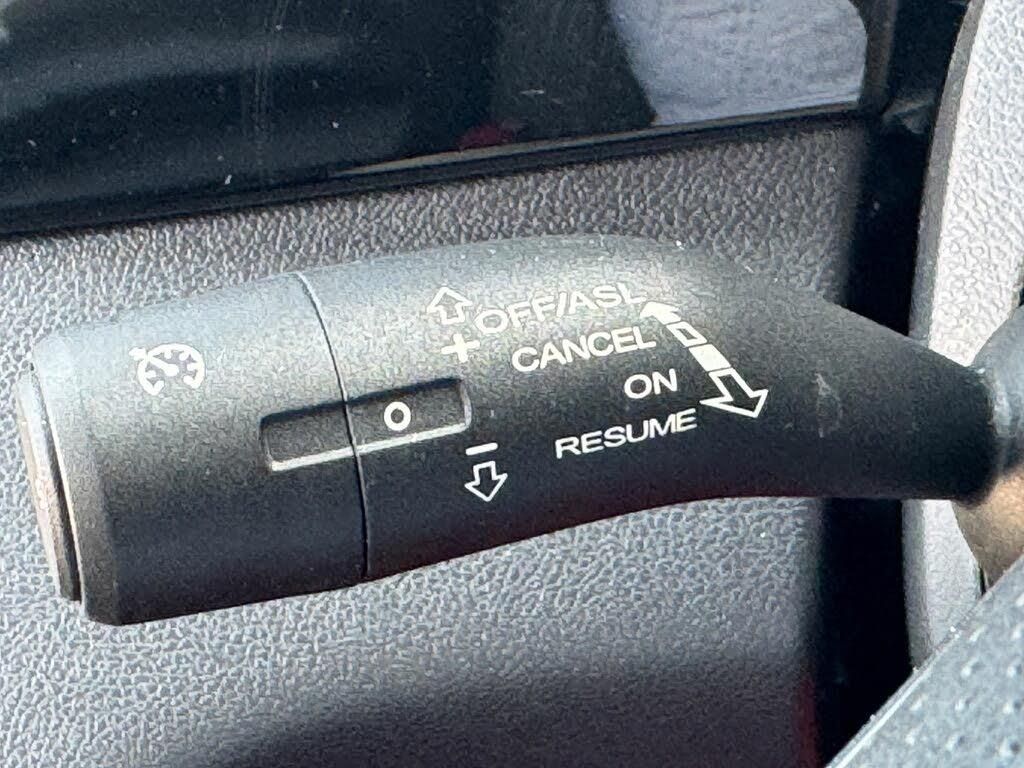 OFF/ASL
+
CANCEL
ON
O
RESUME
−